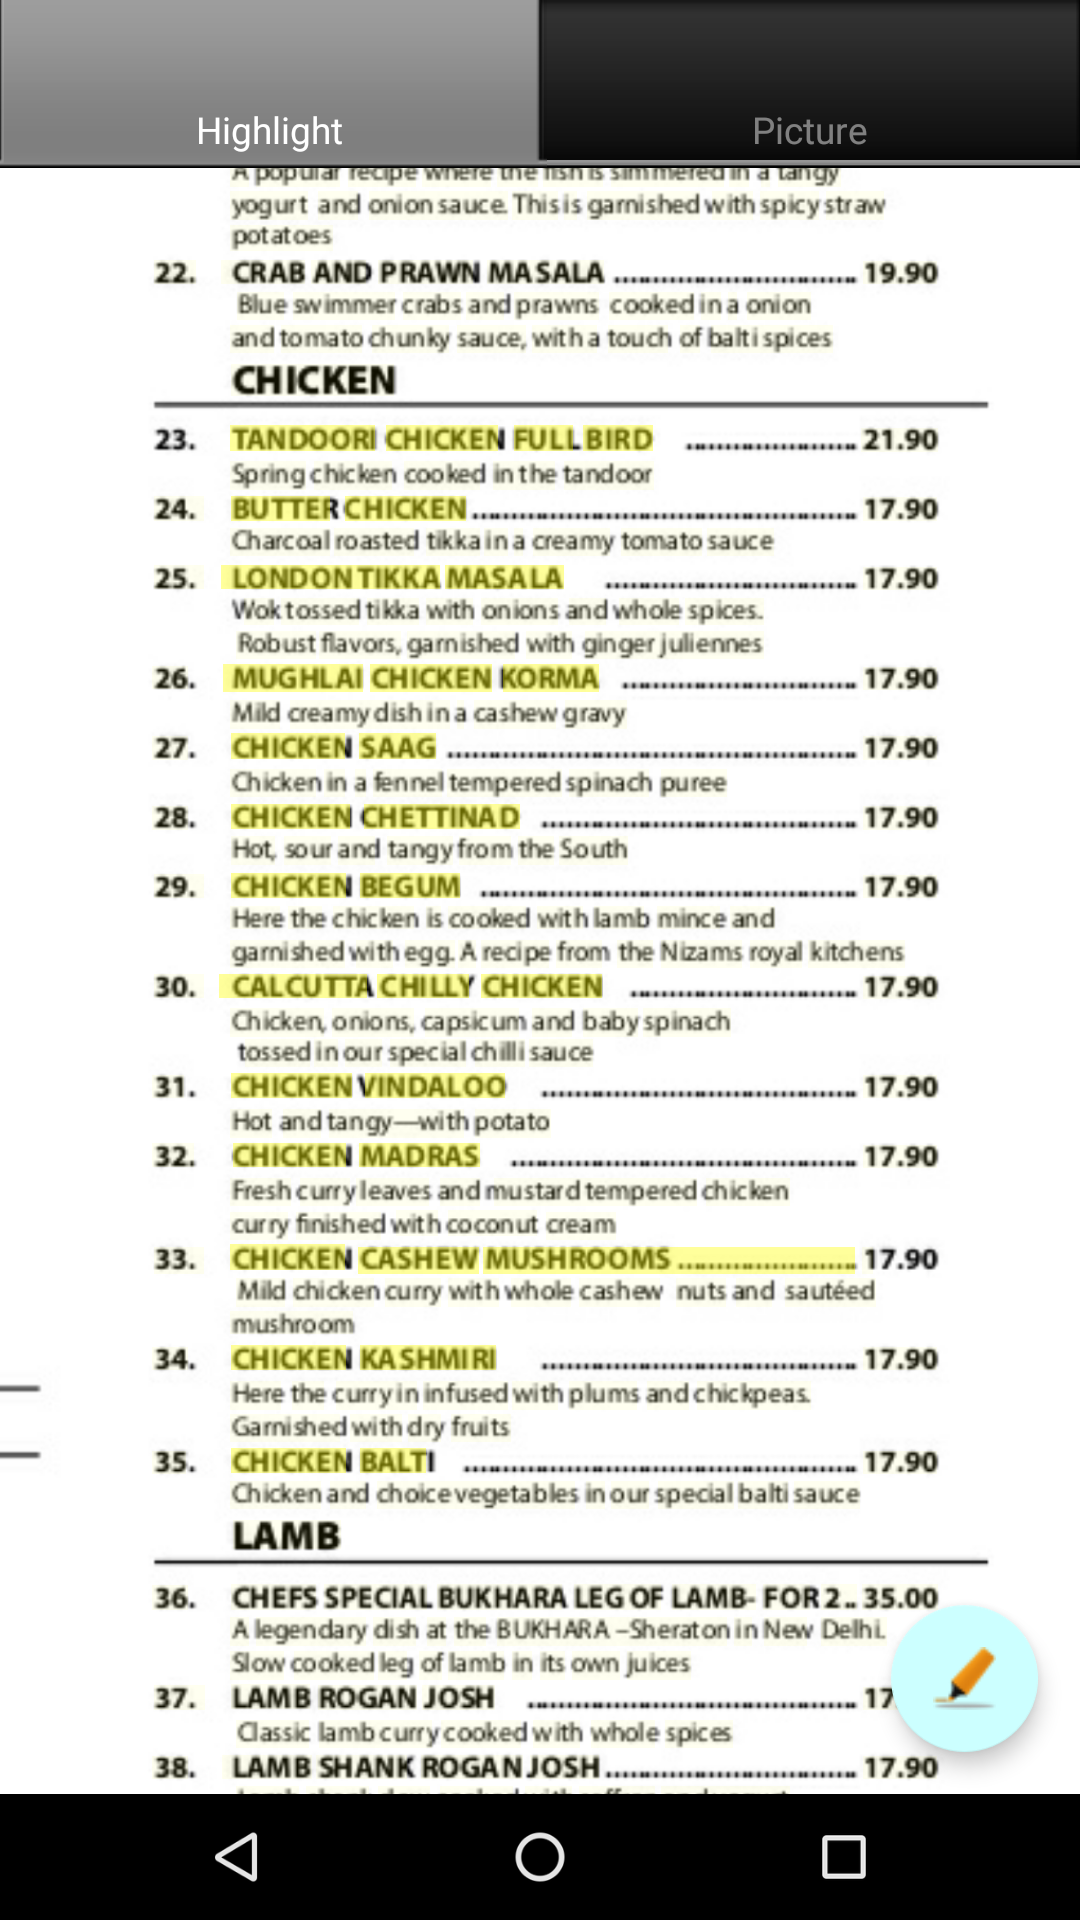 Highlight
Picture
A popular recipe where the fish is simmered in a tangy
yogurt and onion sauce. This is garnished with spicy straw
potatoes
22. CRAB AND PRAWN MASALA ................................ 19.90
Blue swimmer crabs and prawns cooked in a onion
and tomato chunky sauce, with a touch of balti spices
CHICKEN
23. TANDOORI CHICKEN FULL BIRD ...................... 21.90
Spring chicken cooked in the tandoor
24. BUTTER CHICKEN .................................................. 17.90
Charcoal roasted tikka in a creamy tomato sauce
25. LONDON TIKKA MASALA ................................ 17.90
Wok tossed tikka with onions and whole spices.
Robust flavors, garnished with ginger juliennes
26. MUGHLAI CHICKEN KORMA .............................. 17.90
Mild creamy dish in a cashew gravy
27. CHICKEN SAAG ..................................................... 17.90
Chicken in a fennel tempered spinach puree
28. CHICKEN CHETTINAD ......................................... 17.90
Hot, sour and tangy from the South
29. CHICKEN BEGUM ................................................ 17.90
Here the chicken is cooked with lamb mince and
garnished with egg. A recipe from the Nizams royal kitchens
30. CALCUTTA CHILLY CHICKEN ............................. 17.90
Chicken, onions, capsicum and baby spinach
tossed in our special chilli sauce
31. CHICKEN VINDALOO ......................................... 17.90
Hot and tangy—with potato
32. CHICKEN MADRAS ............................................. 17.90
Fresh curry leaves and mustard tempered chicken
curry finished with coconut cream
33. CHICKEN CASHEW MUSHROOMS ....................... 17.90
Mild chicken curry with whole cashew nuts and sautéed
mushroom
34. CHICKEN KASHMIRI ......................................... 17.90
Here the curry in infused with plums and chickpeas.
Garnished with dry fruits
35. CHICKEN BALTI ................................................... 17.90
Chicken and choice vegetables in our special balti sauce
LAMB
36. CHEFS SPECIAL BUKHARA LEG OF LAMB- FOR 2 .. 35.00
A legendary dish at the BUKHARA –Sheraton in New Delhi.
Slow cooked leg of lamb in its own juices
37. LAMB ROGAN JOSH ........................................... 17
Classic lamb curry cooked with whole spices
38. LAMB SHANK ROGAN JOSH ................................ 17.90